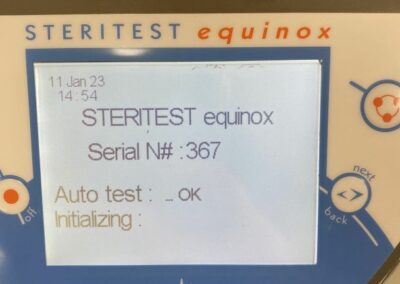 STERITEST equinox
11 Jan 23
14:54
STERITEST equinox
Serial N# : 367
Auto test : ... OK
Initializing :
off
next
back